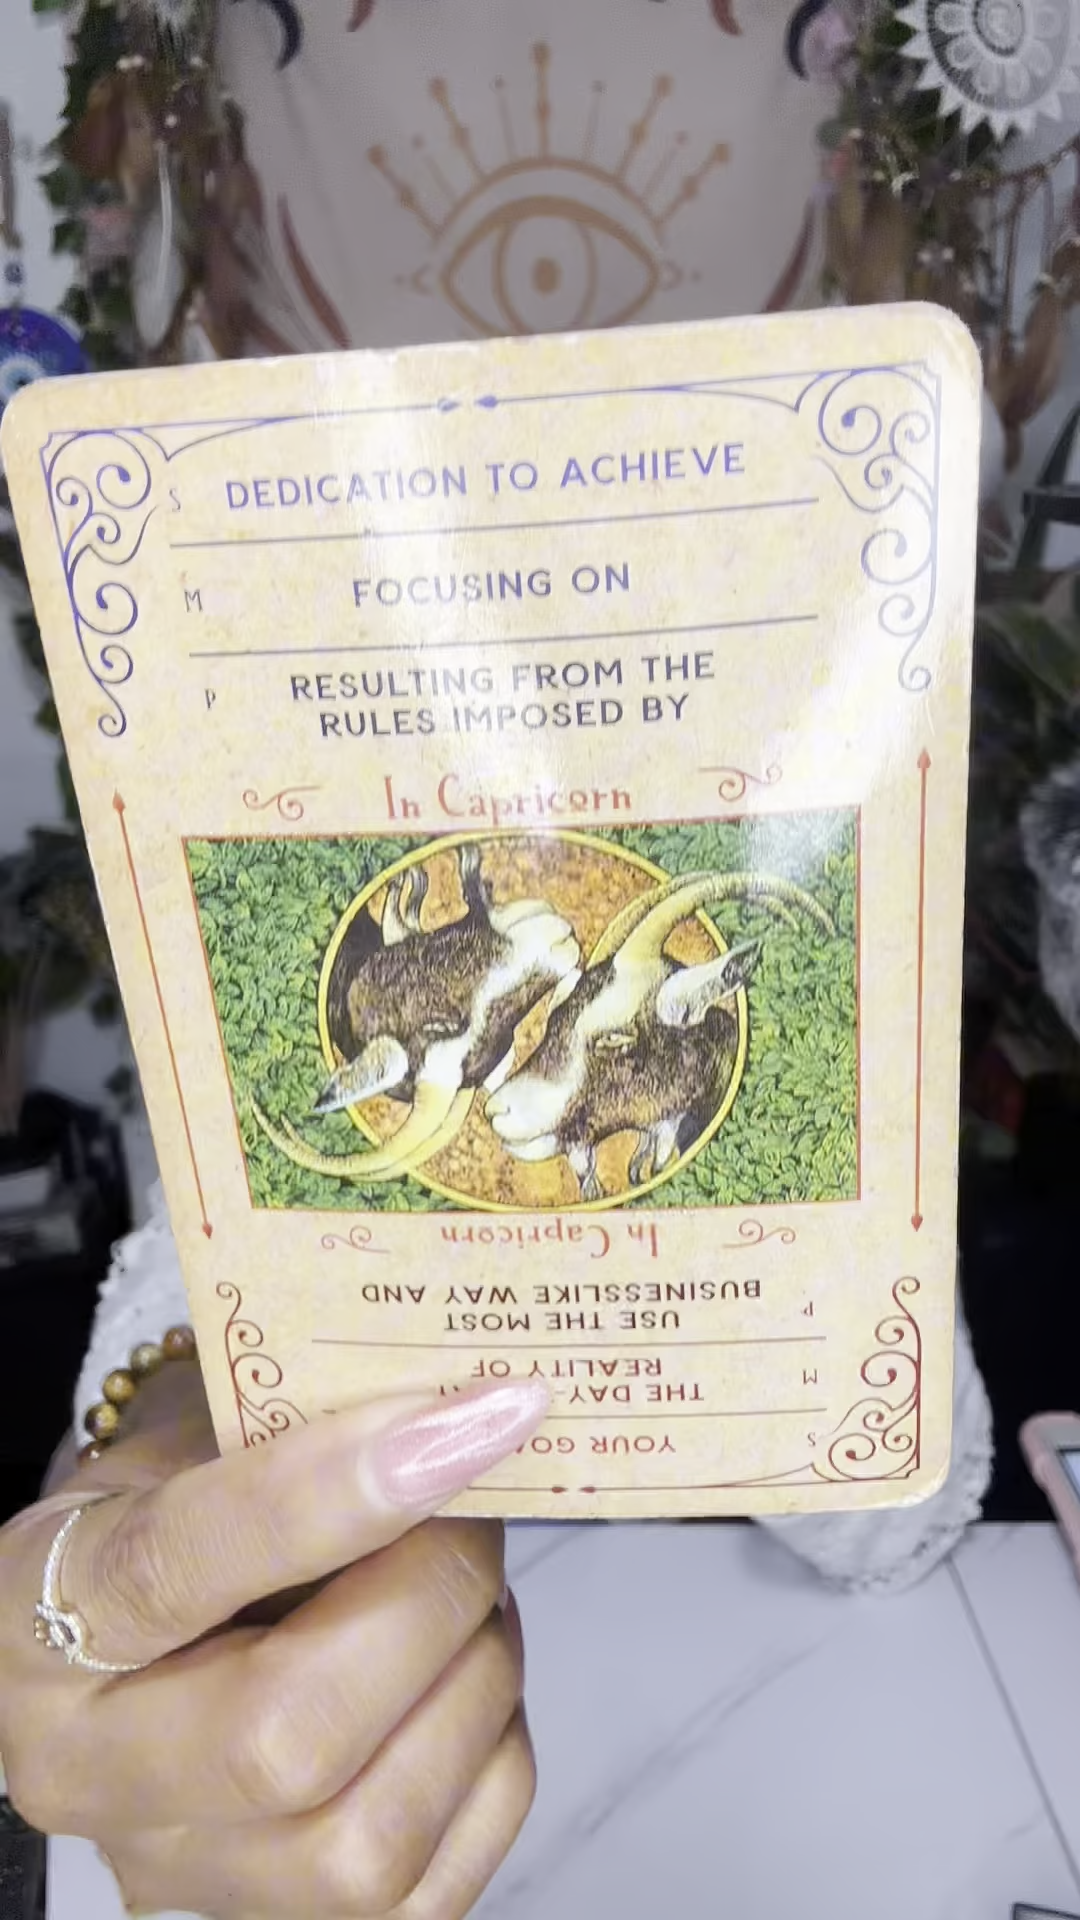 S DEDICATION TO ACHIEVE
M FOCUSING ON
P RESULTING FROM THE
RULES IMPOSED BY
In Capricorn
In Capricorn
BUSINESSLIKE WAY AND
P USE THE MOST
REALITY OF
M THE DAY-
S YOUR